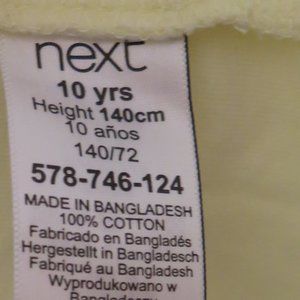 next
10 yrs
Height 140cm
10 años
140/72
578-746-124
MADE IN BANGLADESH
100% COTTON
Fabricado en Bangladés
Hergestellt in Bangladesch
Fabriqué au Bangladesh
Wyprodukowano w
Bangladeszu